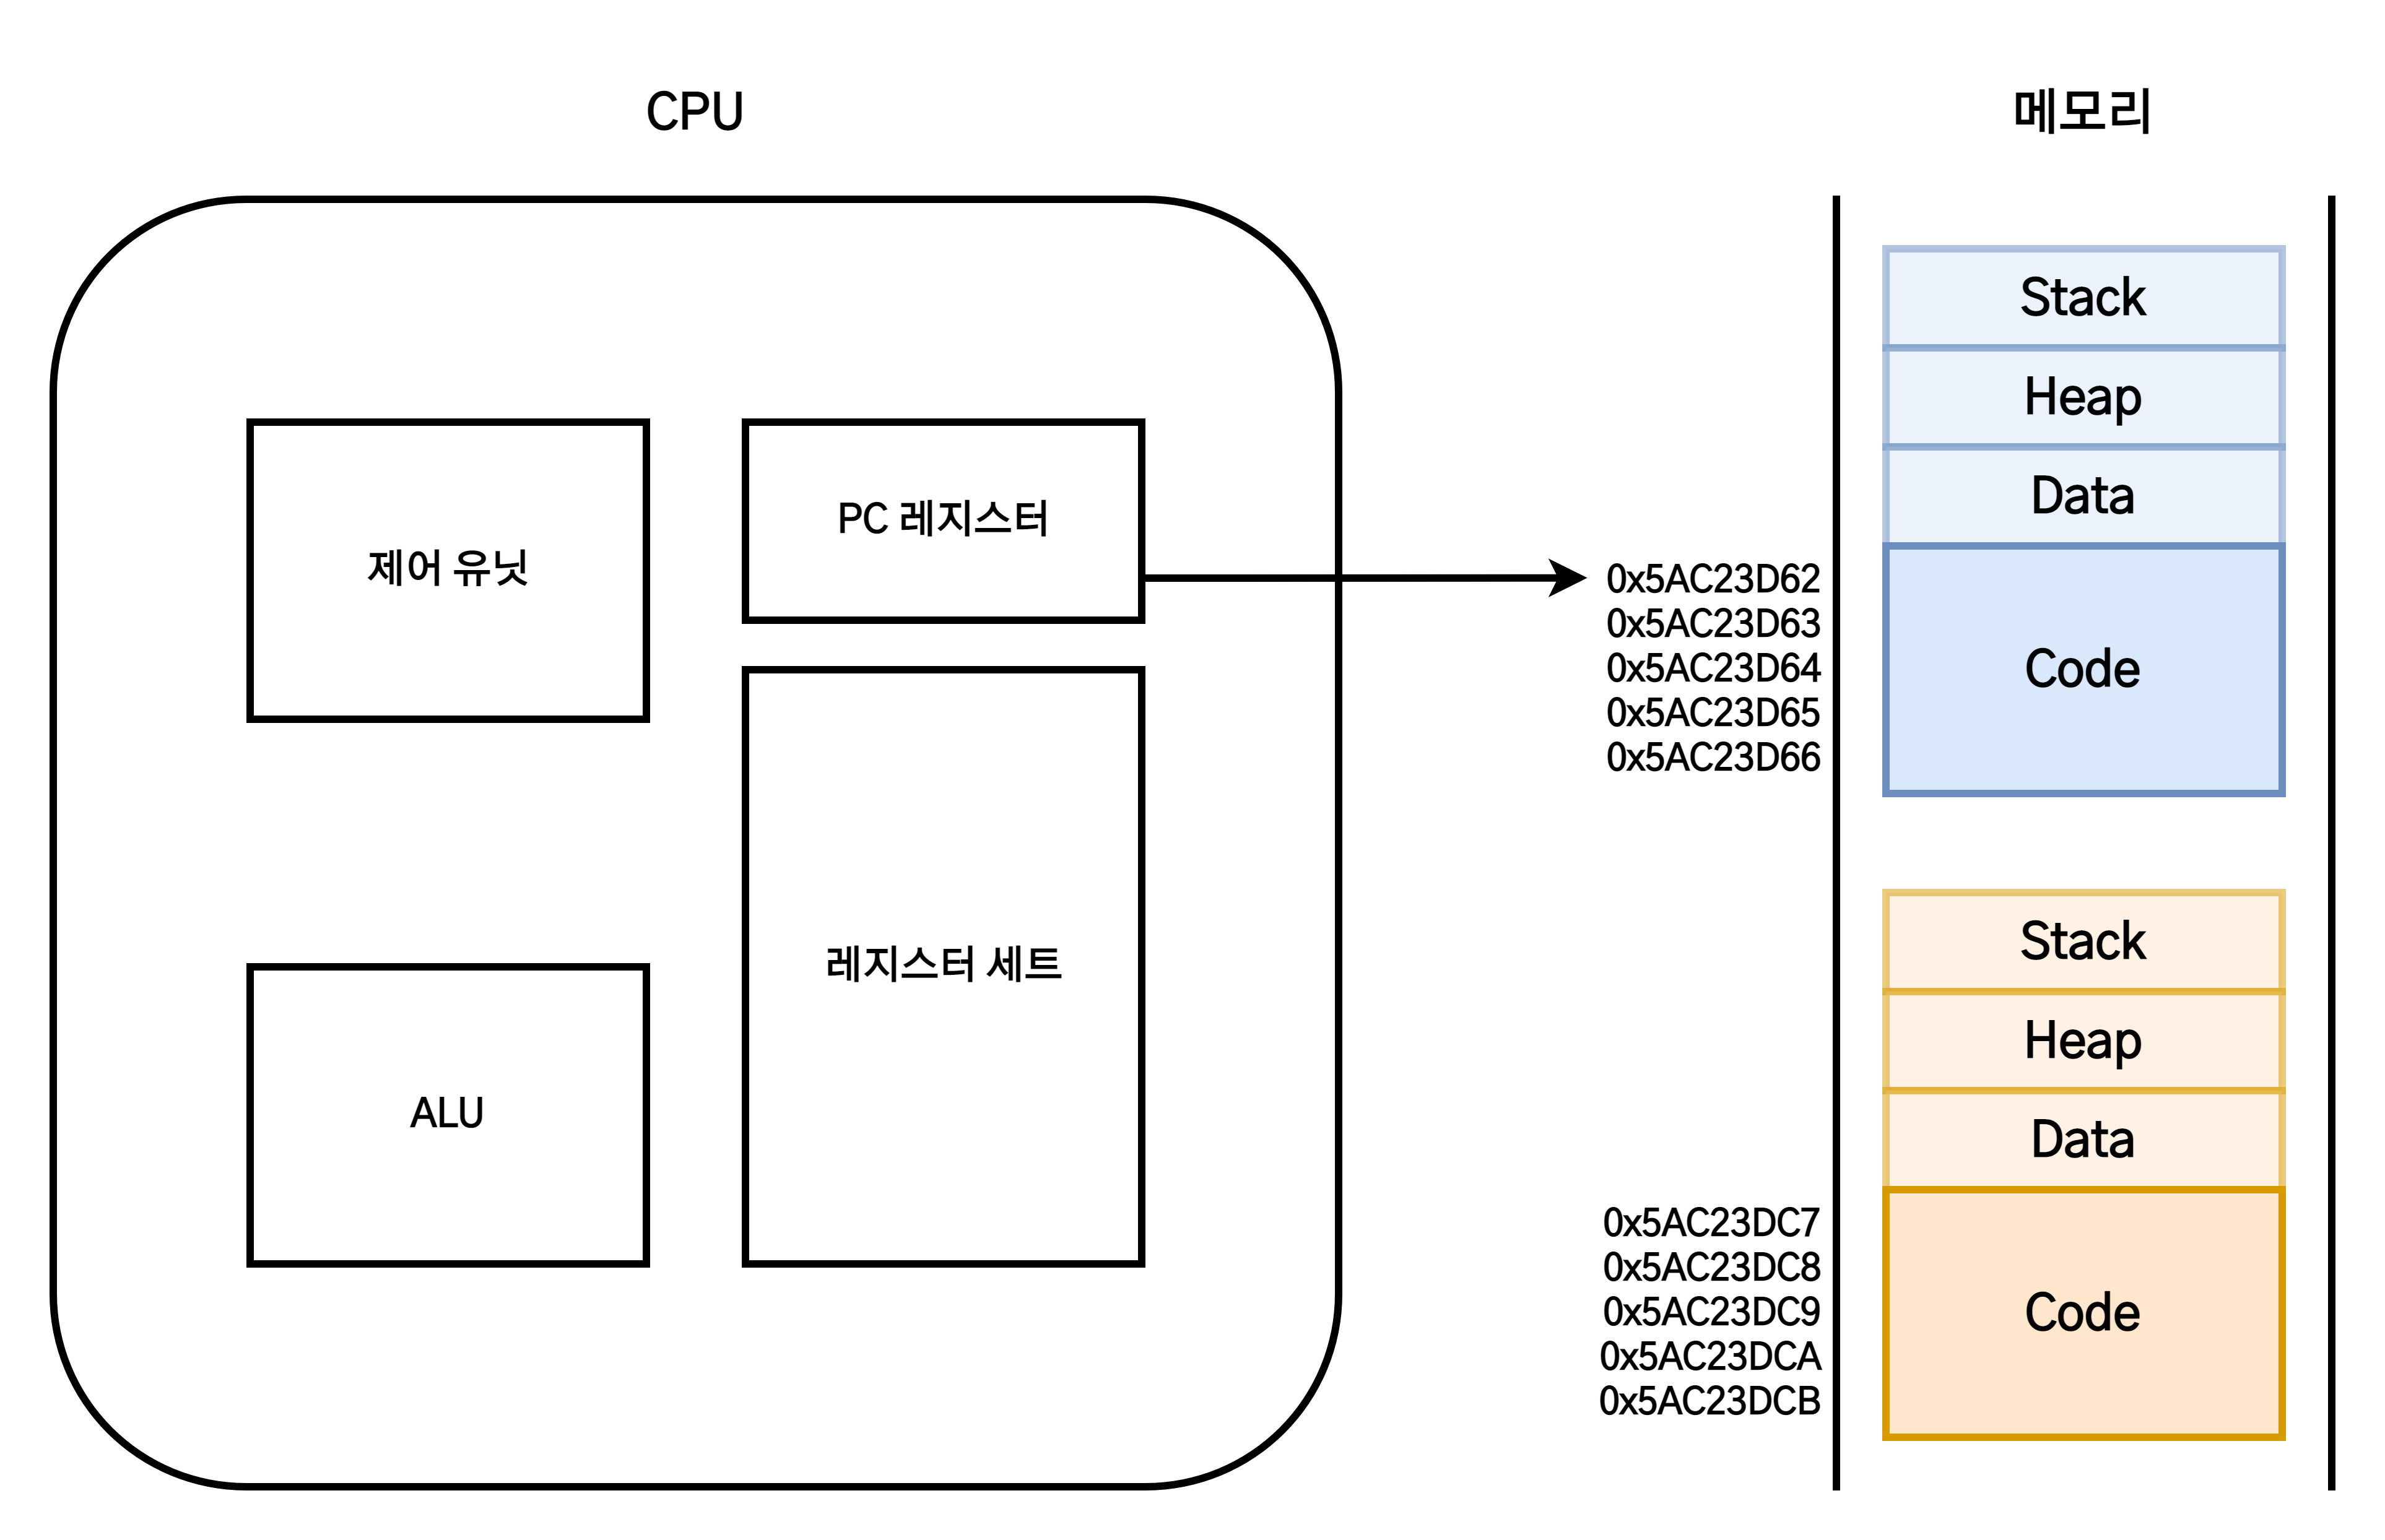 CPU
메모리
제어 유닛
PC 레지스터
레지스터 세트
ALU
Stack
Heap
Data
Code
0x5AC23D62
0x5AC23D63
0x5AC23D64
0x5AC23D65
0x5AC23D66
Stack
Heap
Data
Code
0x5AC23DC7
0x5AC23DC8
0x5AC23DC9
0x5AC23DCA
0x5AC23DCB